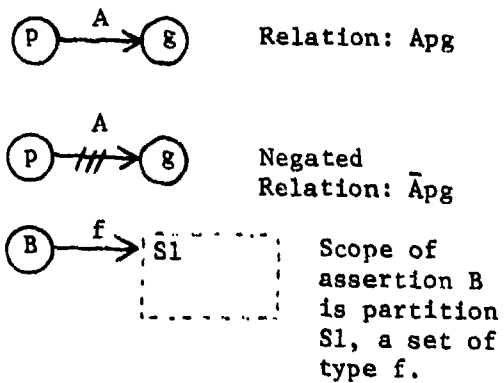 A
p g Relation: Apg
A
p g Negated
Relation: Āpg
B f S1 Scope of
assertion B
is partition
S1, a set of
type f.